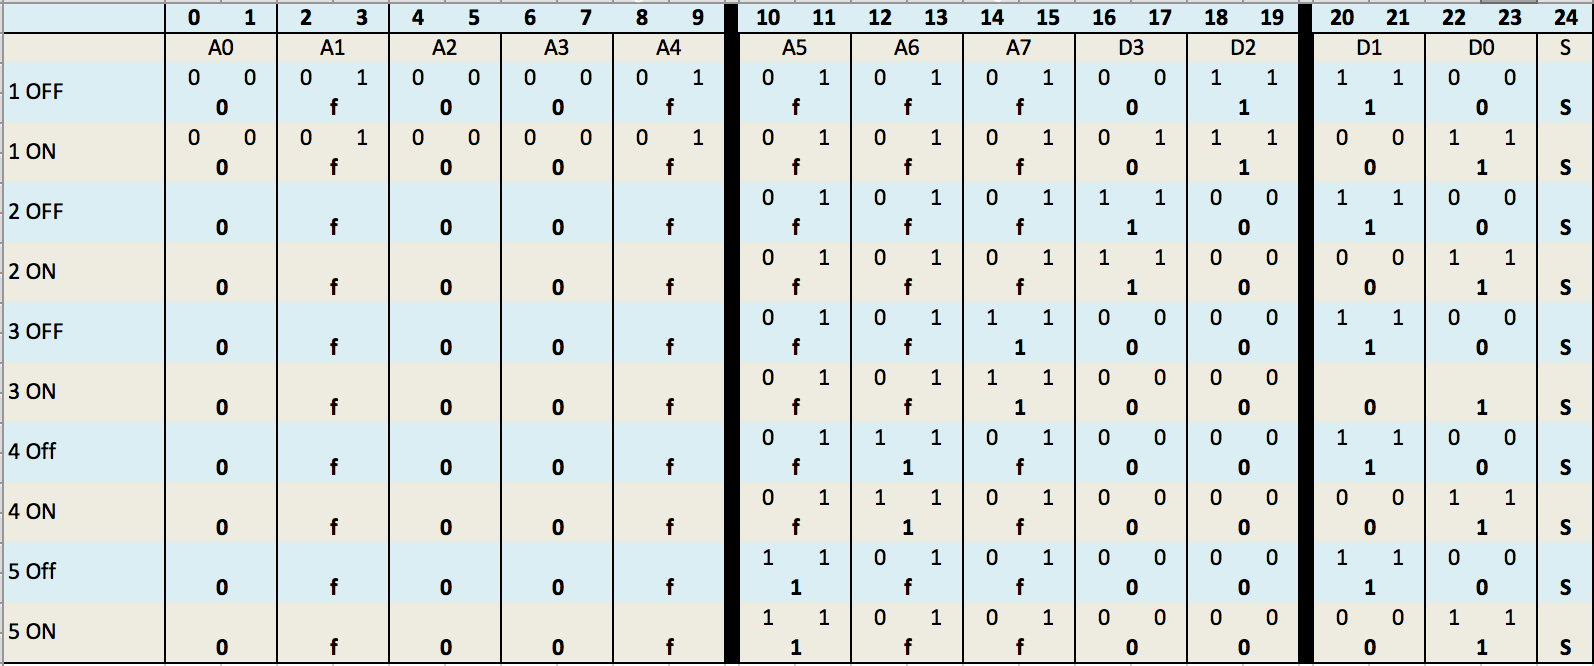 0 1 2 3 4 5 6 7 8 9 10 11 12 13 14 15 16 17 18 19 20 21 22 23 24
A0 A1 A2 A3 A4 A5 A6 A7 D3 D2 D1 D0 S
0 0 0 1 0 0 0 0 0 1 0 1 0 1 0 1 0 0 1 1 1 1 0 0
1 OFF
0 f 0 0 f f f f 0 1 1 0 S
0 0 0 1 0 0 0 0 0 1 0 1 0 1 0 1 0 1 1 1 0 0 1 1
1 ON
0 f 0 0 f f f f 0 1 0 1 S
0 1 0 1 0 1 1 1 0 0 1 1 0 0
2 OFF
0 f 0 0 f f f f 1 0 1 0 S
0 1 0 1 0 1 1 1 0 0 0 0 1 1
2 ON
0 f 0 0 f f f f 1 0 0 1 S
0 1 0 1 1 1 0 0 0 0 1 1 0 0
3 OFF
0 f 0 0 f f f 1 0 0 1 0 S
0 1 0 1 1 1 0 0 0 0
3 ON
0 f 0 0 f f f 1 0 0 0 1 S
0 1 1 1 0 1 0 0 0 0 1 1 0 0
4 Off
0 f 0 0 f f 1 f 0 0 1 0 S
0 1 1 1 0 1 0 0 0 0 0 0 1 1
4 ON
0 f 0 0 f f 1 f 0 0 0 1 S
1 1 0 1 0 1 0 0 0 0 1 1 0 0
5 Off
0 f 0 0 f 1 f f 0 0 1 0 S
1 1 0 1 0 1 0 0 0 0 0 0 1 1
5 ON
0 f 0 0 f 1 f f 0 0 0 1 S